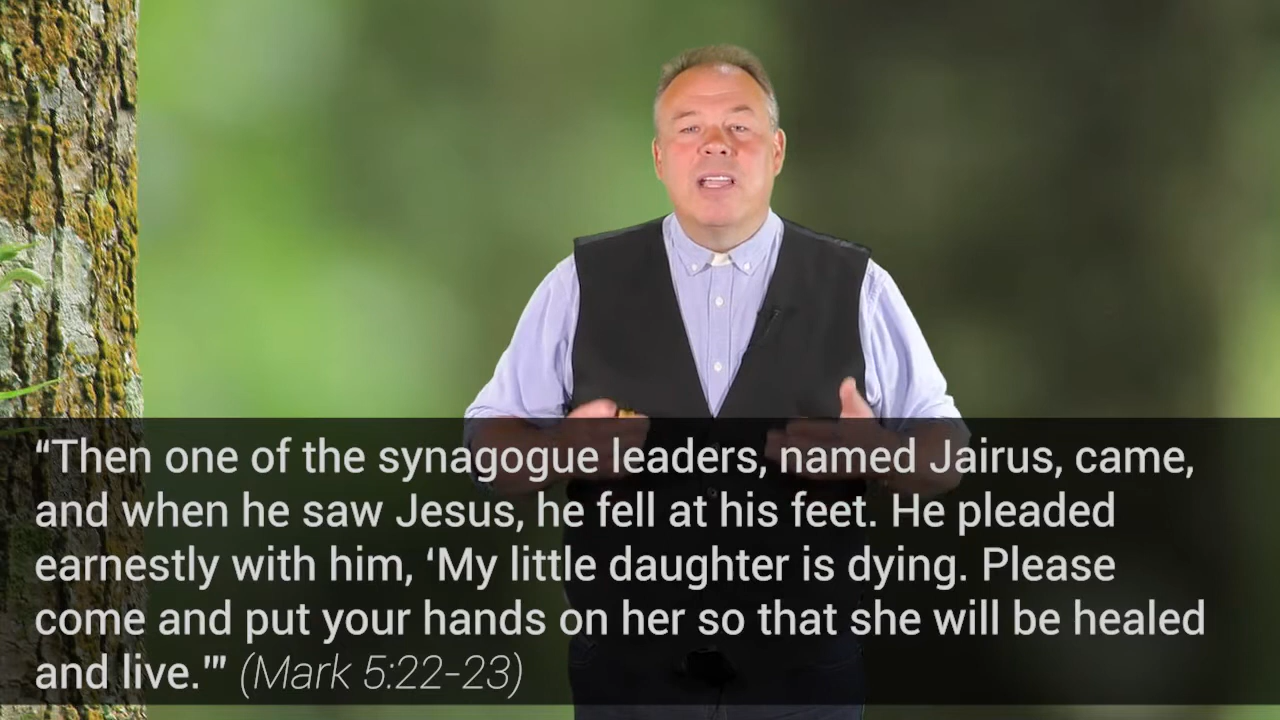 “Then one of the synagogue leaders, named Jairus, came,
and when he saw Jesus, he fell at his feet. He pleaded
earnestly with him, ‘My little daughter is dying. Please
come and put your hands on her so that she will be healed
and live.’” (Mark 5:22-23)